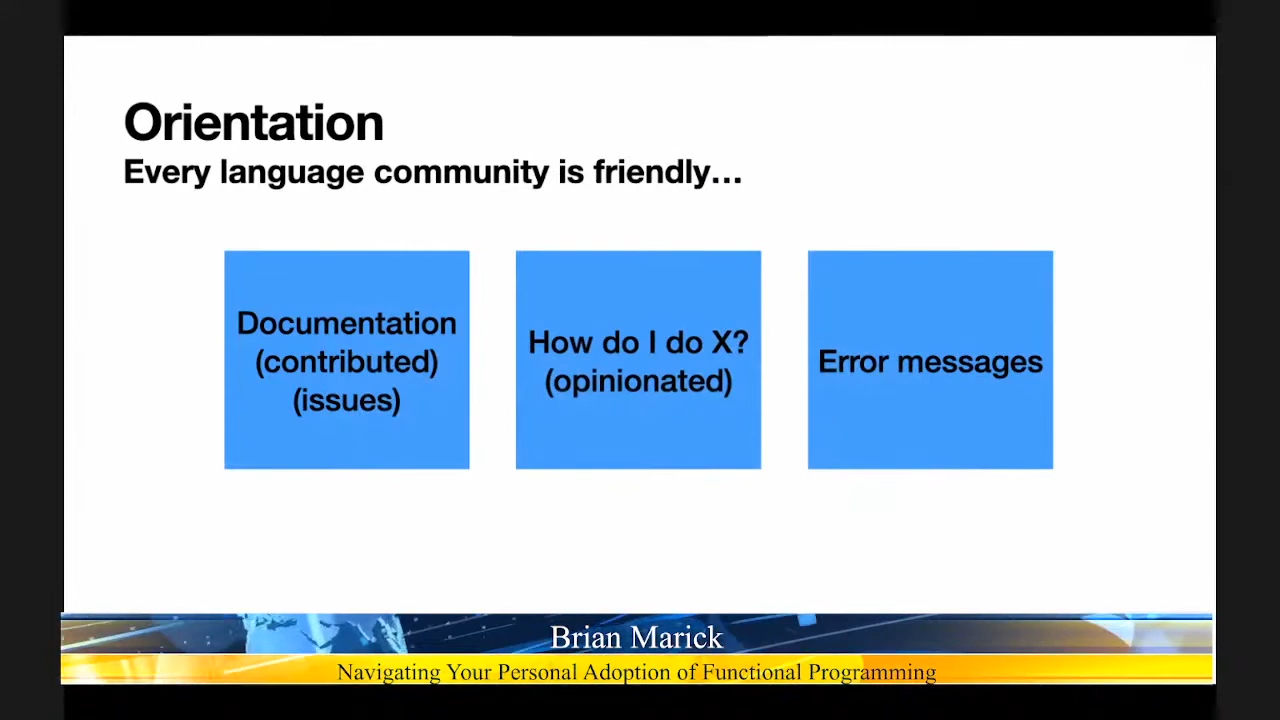 Orientation
Every language community is friendly…
Documentation
(contributed)
(issues)
How do I do X?
(opinionated)
Error messages
Brian Marick
Navigating Your Personal Adoption of Functional Programming